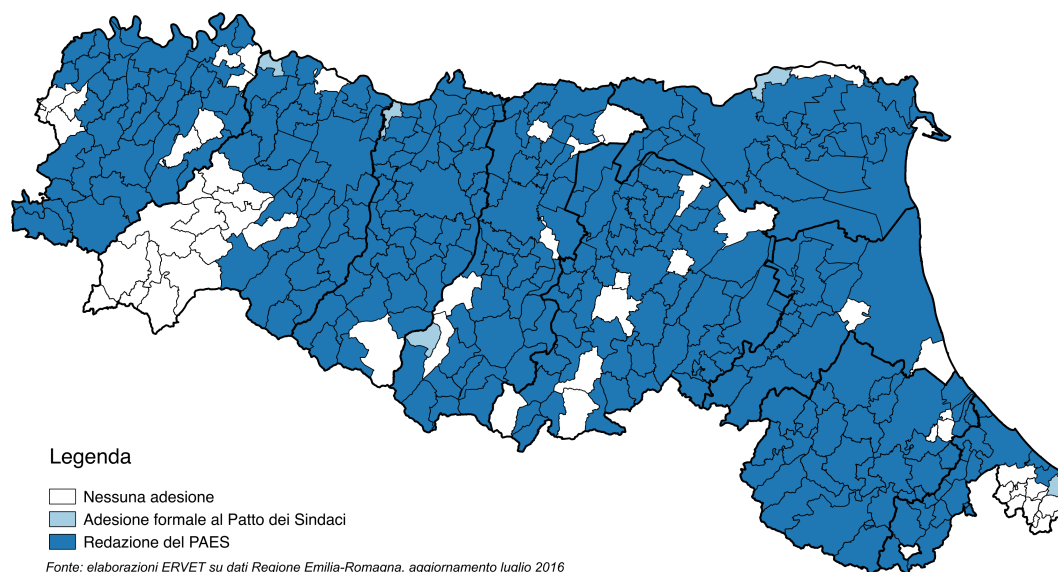 Legenda
Nessuna adesione
Adesione formale al Patto dei Sindaci
Redazione del PAES
Fonte: elaborazioni ERVET su dati Regione Emilia-Romagna, aggiornamento luglio 2016